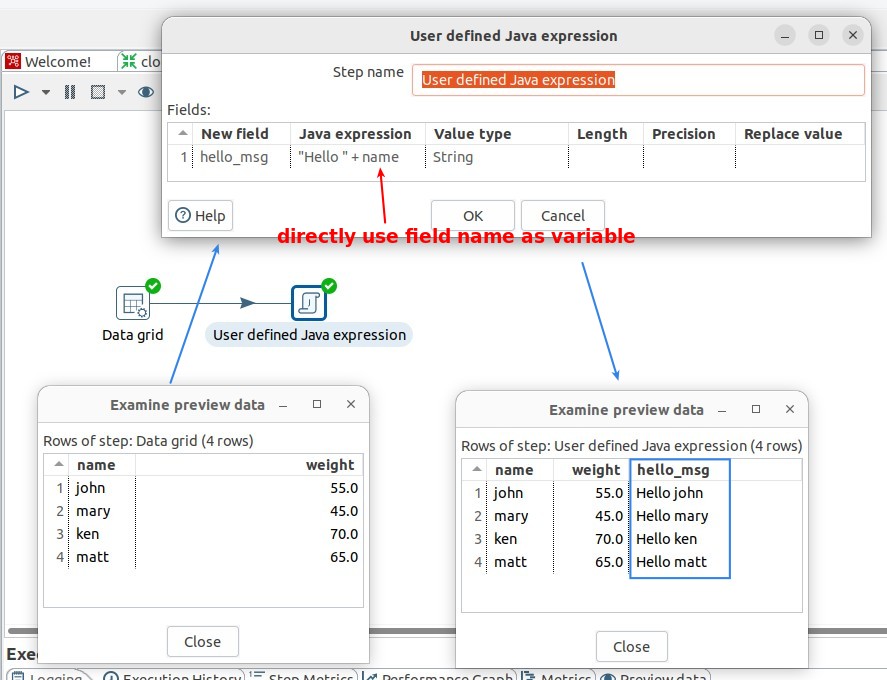 User defined Java expression
Welcome!
clo
Step name User defined Java expression
Fields:
New field Java expression Value type Length Precision Replace value
1 hello_msg "Hello " + name String
Help OK Cancel
directly use field name as variable
Data grid User defined Java expression
Examine preview data
Rows of step: Data grid (4 rows)
name weight
1 john 55.0
2 mary 45.0
3 ken 70.0
4 matt 65.0
Close
Examine preview data
Rows of step: User defined Java expression (4 rows)
name weight hello_msg
1 john 55.0 Hello john
2 mary 45.0 Hello mary
3 ken 70.0 Hello ken
4 matt 65.0 Hello matt
Close
Exe
Logging Execution History Step Metrics Performance Graph Metrics Preview data